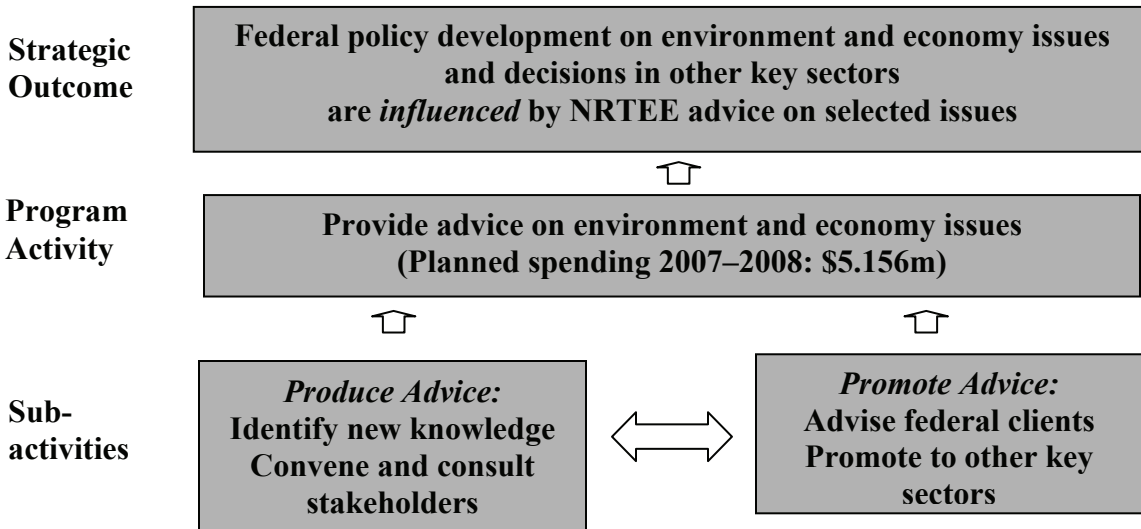 Strategic
Outcome
Federal policy development on environment and economy issues
and decisions in other key sectors
are influenced by NRTEE advice on selected issues
Program
Activity
Provide advice on environment and economy issues
(Planned spending 2007–2008: $5.156m)
Sub-
activities
Produce Advice:
Identify new knowledge
Convene and consult
stakeholders
Promote Advice:
Advise federal clients
Promote to other key
sectors